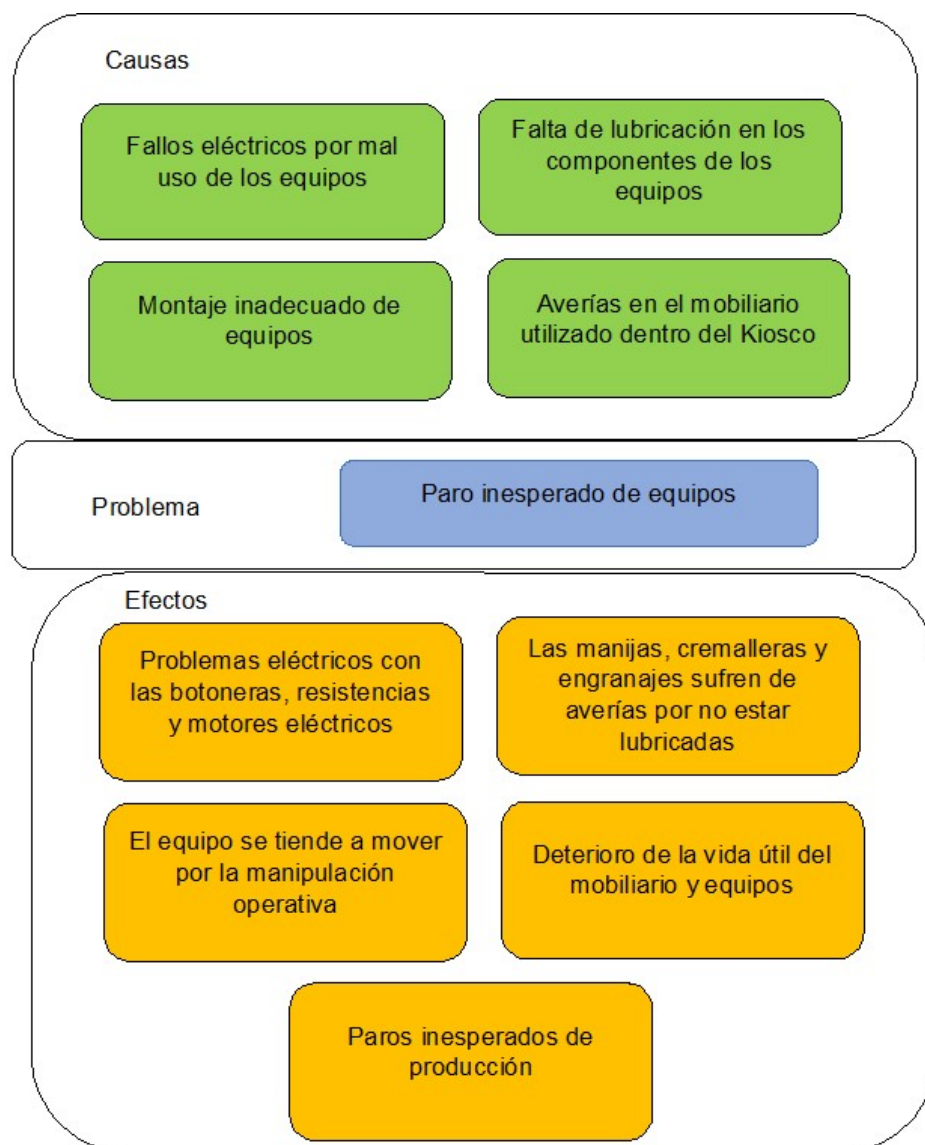 Causas
Fallos eléctricos por mal
uso de los equipos
Falta de lubricación en los
componentes de los
equipos
Montaje inadecuado de
equipos
Averías en el mobiliario
utilizado dentro del Kiosco
Problema
Paro inesperado de equipos
Efectos
Problemas eléctricos con
las botoneras, resistencias
y motores eléctricos
Las manijas, cremalleras y
engranajes sufren de
averías por no estar
lubricadas
El equipo se tiende a mover
por la manipulación
operativa
Deterioro de la vida útil del
mobiliario y equipos
Paros inesperados de
producción